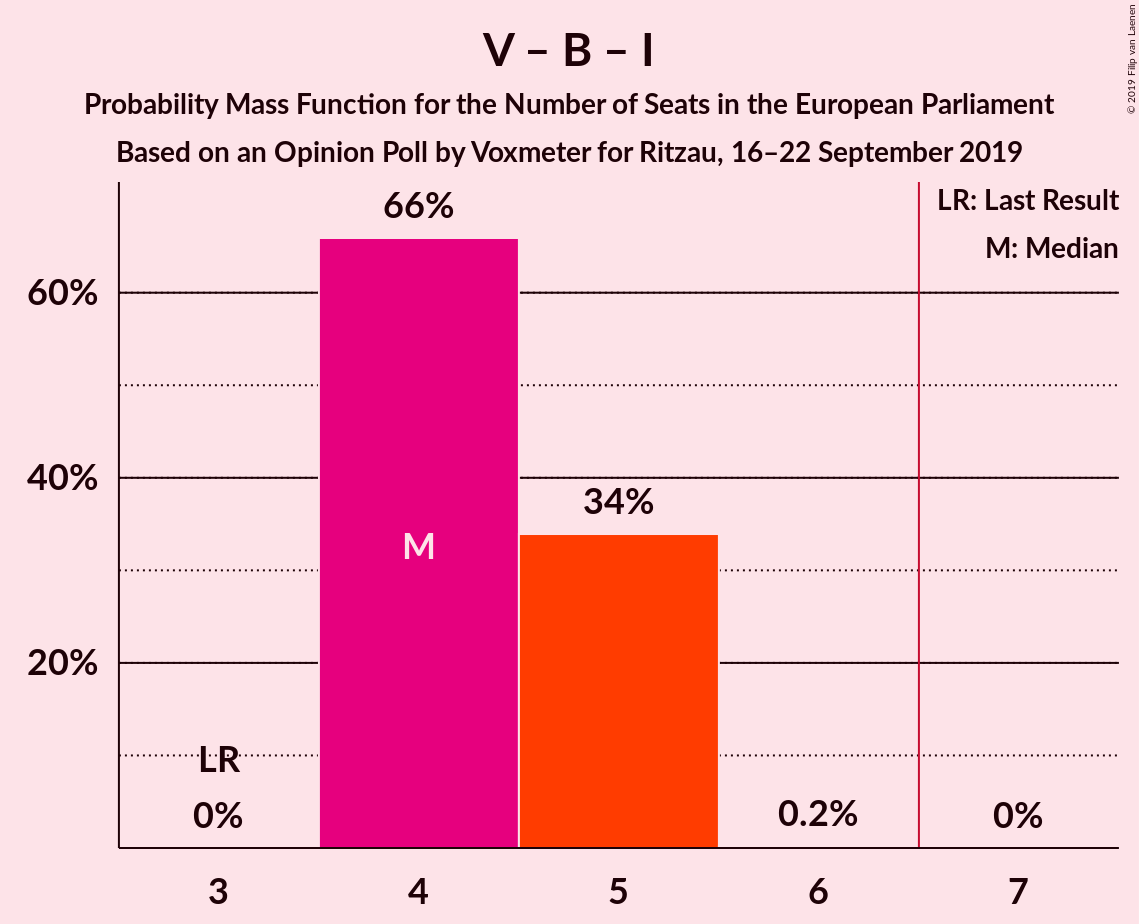 V – B – I
Probability Mass Function for the Number of Seats in the European Parliament
Based on an Opinion Poll by Voxmeter for Ritzau, 16–22 September 2019
© 2019 Filip van Laenen
LR: Last Result
M: Median
66%
60%
40%
34%
M
20%
LR
0%
0.2%
0%
3
4
5
6
7